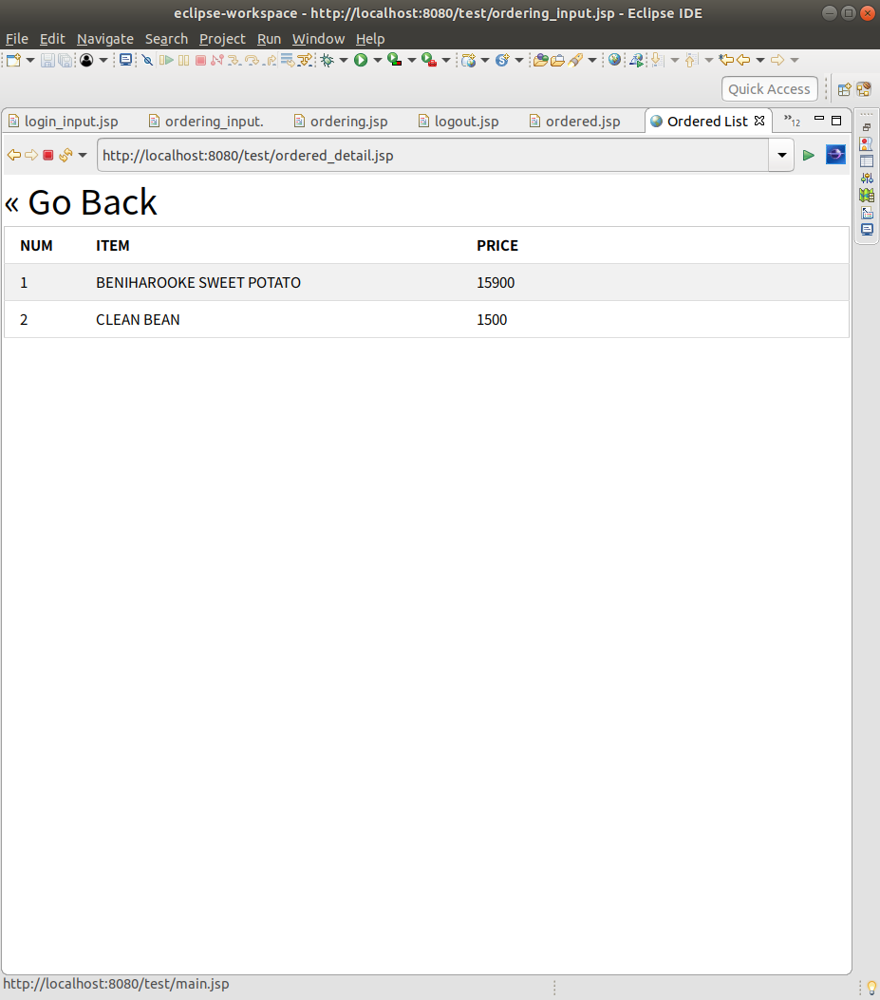 eclipse-workspace - http://localhost:8080/test/ordering_input.jsp - Eclipse IDE
File Edit Navigate Search Project Run Window Help
Quick Access
login_input.jsp ordering_input. ordering.jsp logout.jsp ordered.jsp Ordered List »12
http://localhost:8080/test/ordered_detail.jsp
« Go Back
NUM ITEM PRICE
1 BENIHAROOKE SWEET POTATO 15900
2 CLEAN BEAN 1500
http://localhost:8080/test/main.jsp